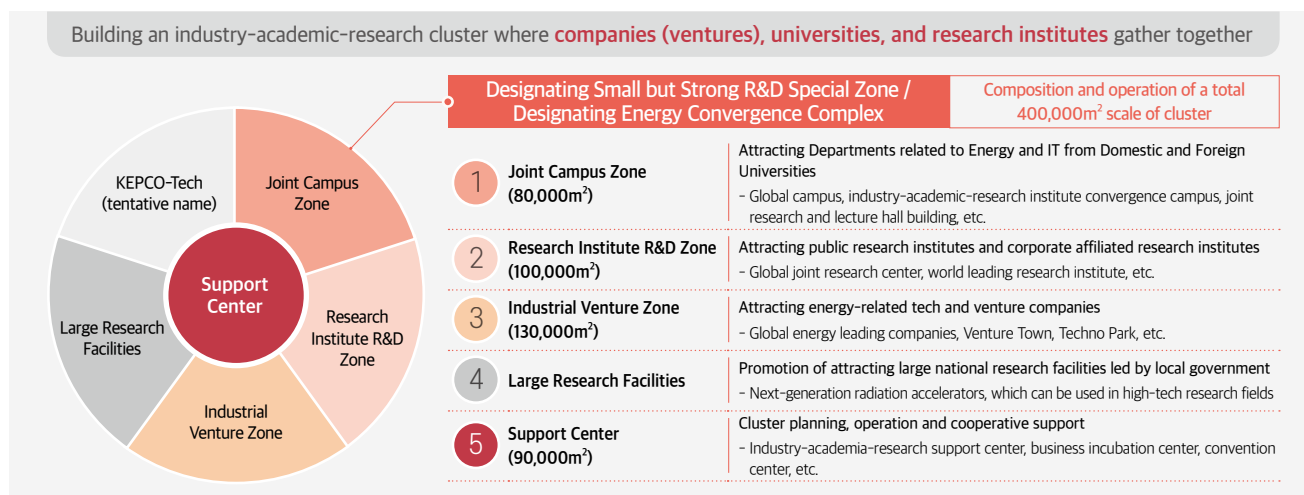 Building an industry-academic-research cluster where companies (ventures), universities, and research institutes gather together
KEPCO-Tech
(tentative name)
Joint Campus
Zone
Support
Center
Large Research
Facilities
Research
Institute R&D
Zone
Industrial
Venture Zone
Designating Small but Strong R&D Special Zone /
Designating Energy Convergence Complex
Composition and operation of a total
400,000m² scale of cluster
1
Joint Campus Zone
(80,000m²)
Attracting Departments related to Energy and IT from Domestic and Foreign
Universities
- Global campus, industry-academic-research institute convergence campus, joint
research and lecture hall building, etc.
2
Research Institute R&D Zone
(100,000m²)
Attracting public research institutes and corporate affiliated research institutes
- Global joint research center, world leading research institute, etc.
3
Industrial Venture Zone
(130,000m²)
Attracting energy-related tech and venture companies
- Global energy leading companies, Venture Town, Techno Park, etc.
4
Large Research Facilities
Promotion of attracting large national research facilities led by local government
- Next-generation radiation accelerators, which can be used in high-tech research fields
5
Support Center
(90,000m²)
Cluster planning, operation and cooperative support
- Industry-academia-research support center, business incubation center, convention
center, etc.